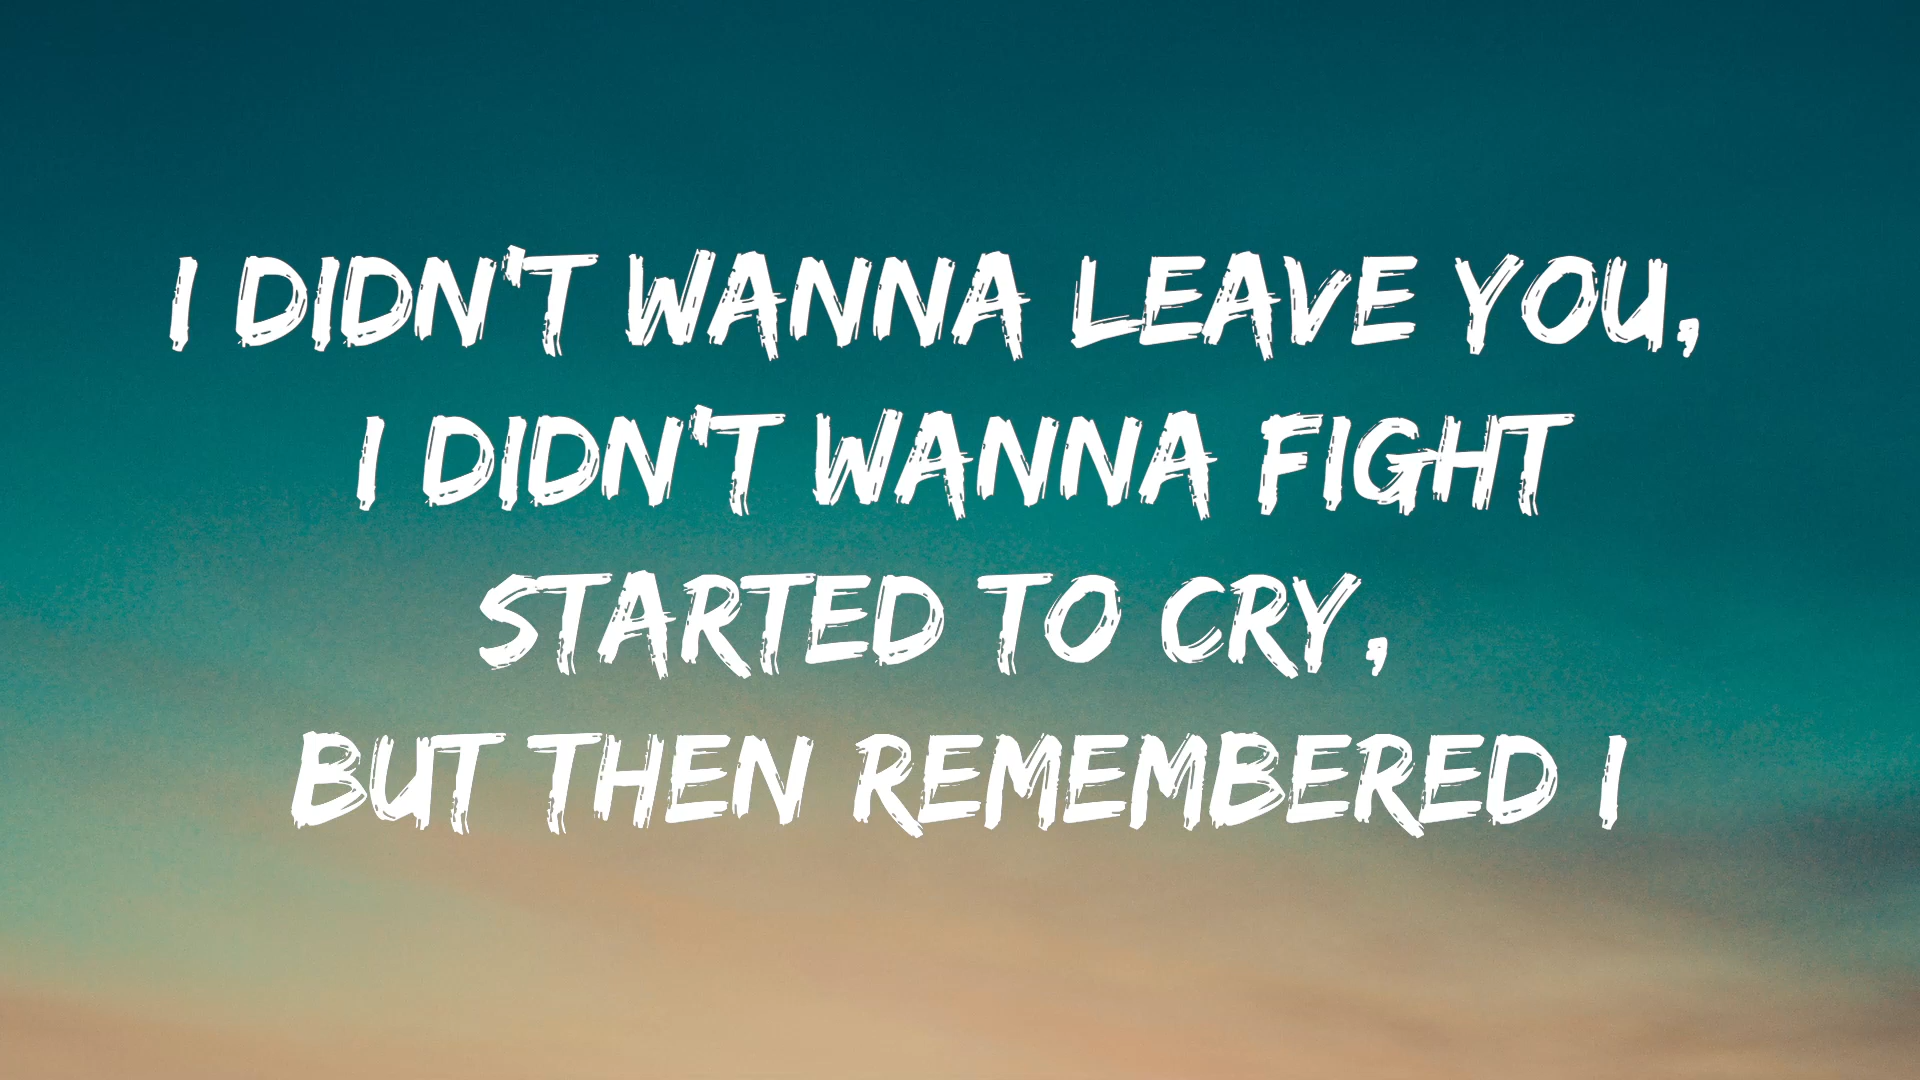 I DIDN'T WANNA LEAVE YOU,
I DIDN'T WANNA FIGHT
STARTED TO CRY,
BUT THEN REMEMBERED I